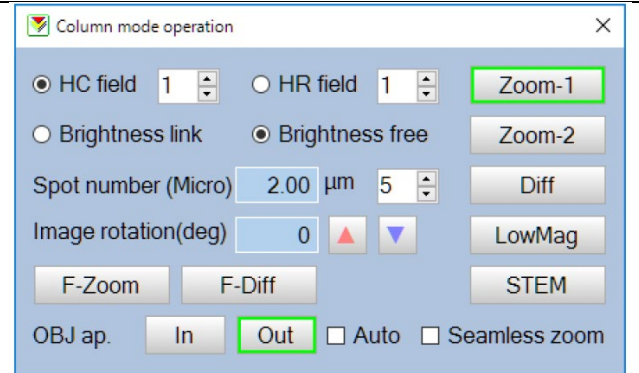 Column mode operation
HC field 1 HR field 1 Zoom-1
Brightness link Brightness free Zoom-2
Spot number (Micro) 2.00 μm 5 Diff
Image rotation(deg) 0 LowMag
F-Zoom F-Diff STEM
OBJ ap. In Out Auto Seamless zoom